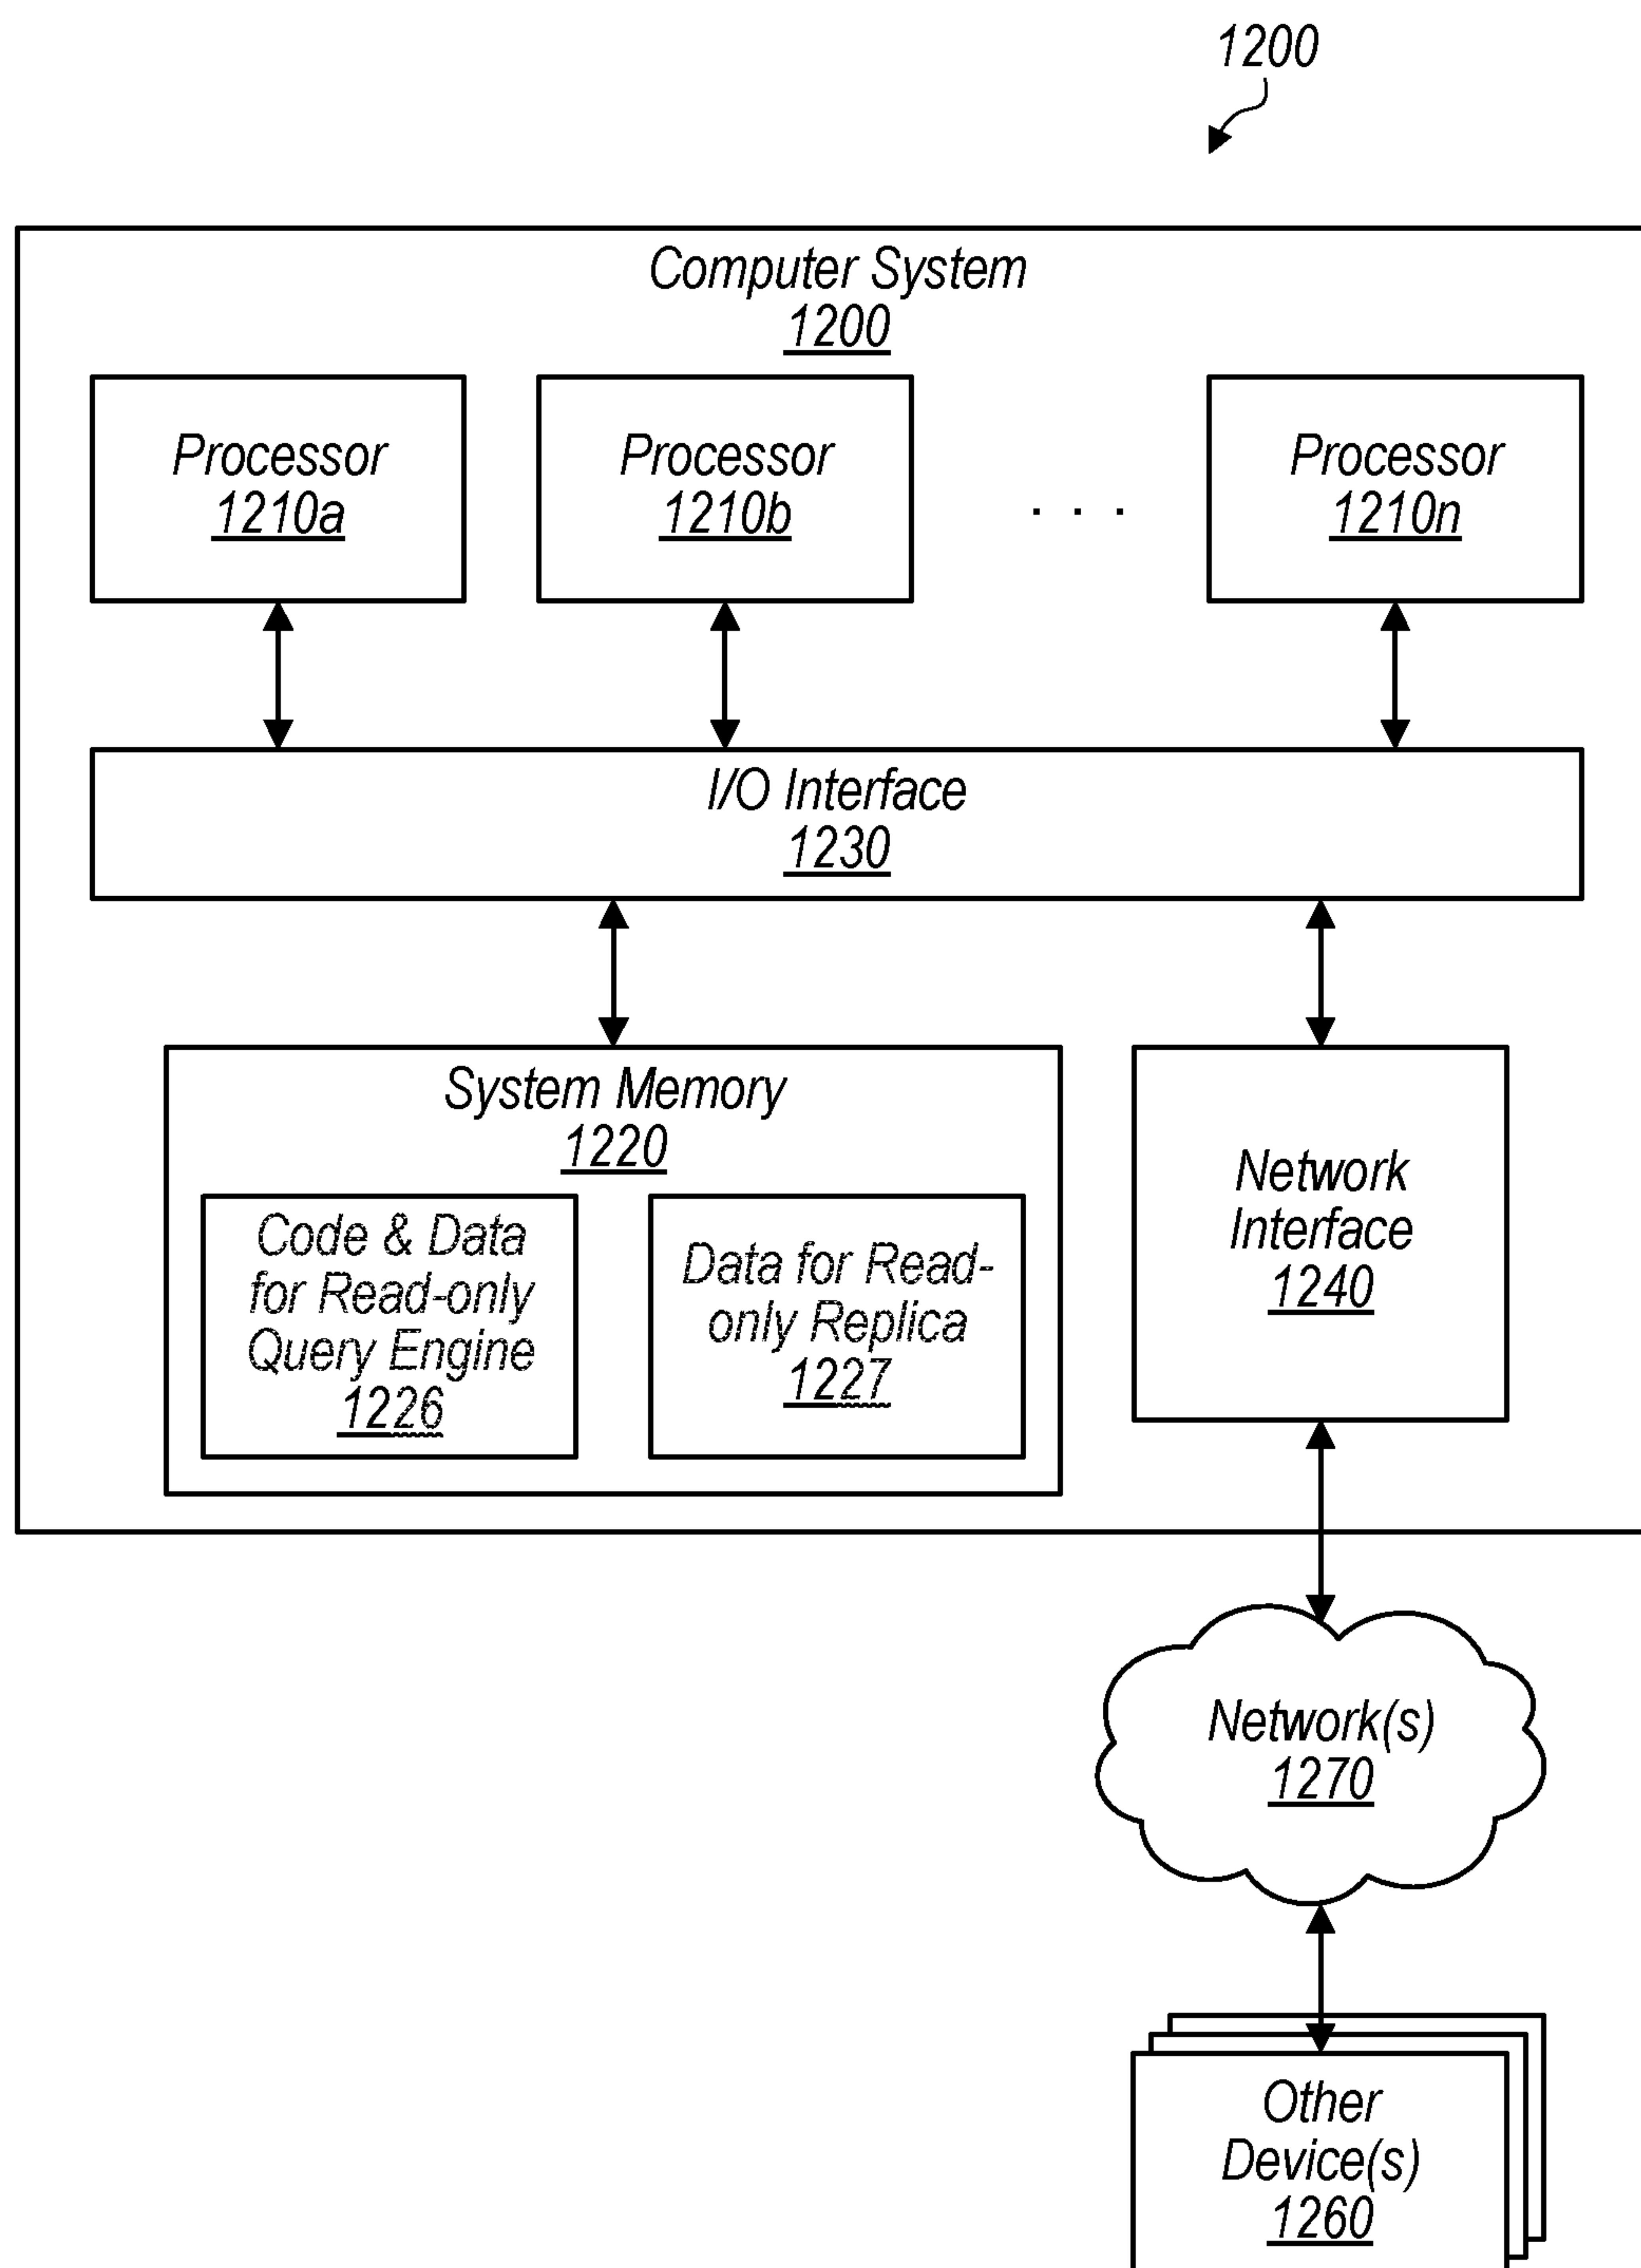 1200
Computer System
1200
Processor
1210a
Processor
1210b
. . .
Processor
1210n
I/O Interface
1230
System Memory
1220
Code & Data
for Read-only
Query Engine
1226
Data for Read-
only Replica
1227
Network
Interface
1240
Network(s)
1270
Other
Device(s)
1260